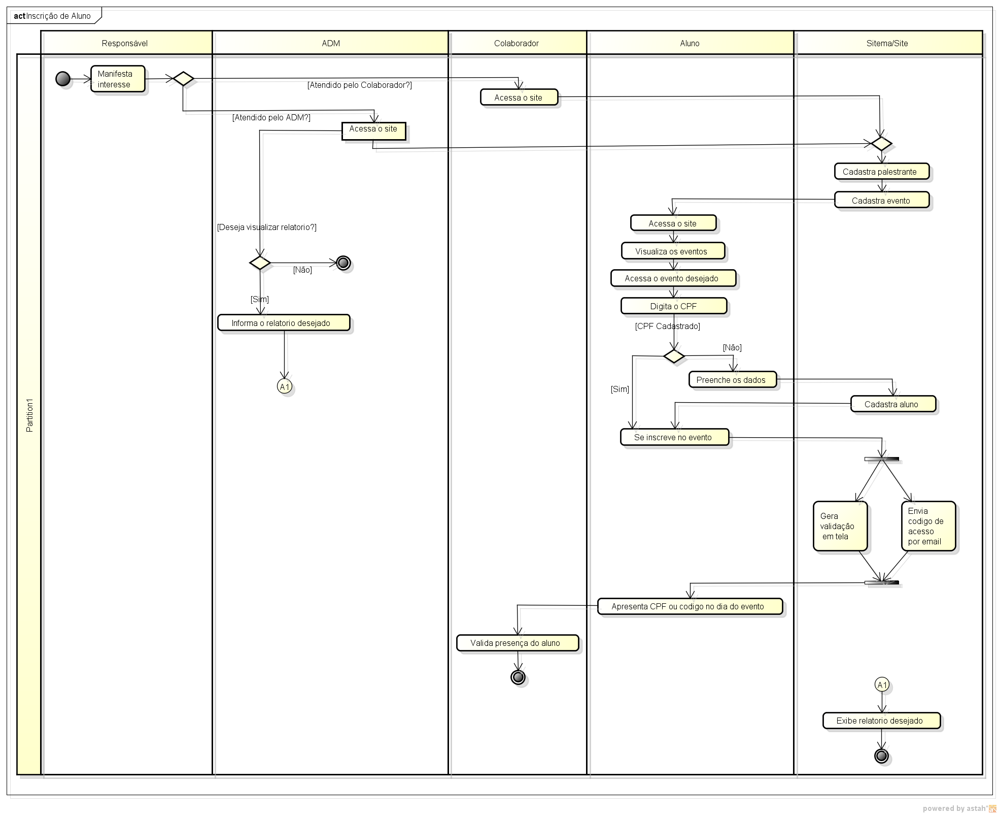 act Inscrição de Aluno
Responsável
ADM
Colaborador
Aluno
Sitema/Site
Partition1
Manifesta
interesse
[Atendido pelo Colaborador?]
Acessa o site
[Atendido pelo ADM?]
Acessa o site
Cadastra palestrante
Cadastra evento
Acessa o site
[Deseja visualizar relatorio?]
Visualiza os eventos
[Não]
Acessa o evento desejado
[Sim]
Digita o CPF
Informa o relatorio desejado
[CPF Cadastrado]
[Não]
Preenche os dados
A1
[Sim]
Cadastra aluno
Se inscreve no evento
Gera
validação
em tela
Envia
codigo de
acesso
por email
Apresenta CPF ou codigo no dia do evento
Valida presença do aluno
A1
Exibe relatorio desejado
powered by astah*